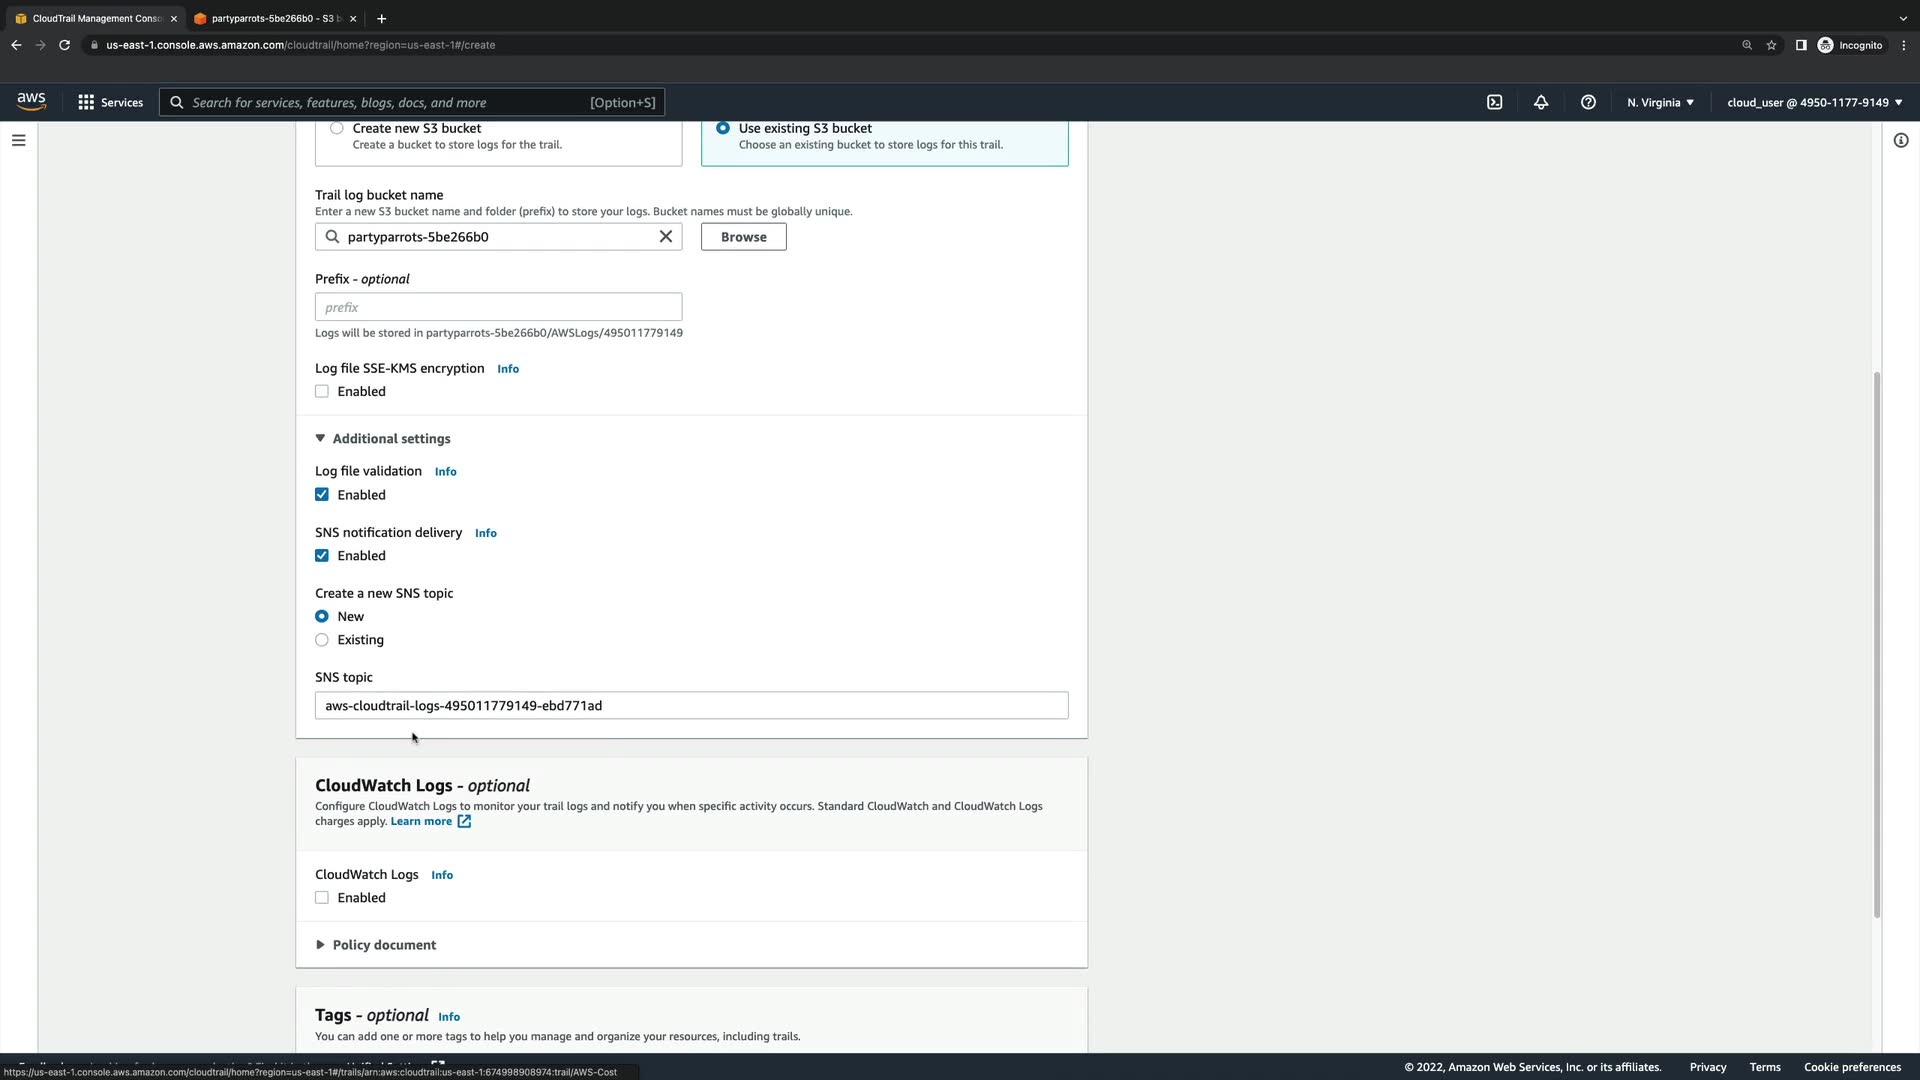 CloudTrail Management Conso
partyparrots-5be266b0 - S3 b
us-east-1.console.aws.amazon.com/cloudtrail/home?region=us-east-1#/create
Incognito
aws
Services
Search for services, features, blogs, docs, and more
[Option+S]
N. Virginia
cloud_user @ 4950-1177-9149
Create new S3 bucket
Create a bucket to store logs for the trail.
Use existing S3 bucket
Choose an existing bucket to store logs for this trail.
Trail log bucket name
Enter a new S3 bucket name and folder (prefix) to store your logs. Bucket names must be globally unique.
partyparrots-5be266b0
Browse
Prefix - optional
prefix
Logs will be stored in partyparrots-5be266b0/AWSLogs/495011779149
Log file SSE-KMS encryption Info
Enabled
Additional settings
Log file validation Info
Enabled
SNS notification delivery Info
Enabled
Create a new SNS topic
New
Existing
SNS topic
aws-cloudtrail-logs-495011779149-ebd771ad
CloudWatch Logs - optional
Configure CloudWatch Logs to monitor your trail logs and notify you when specific activity occurs. Standard CloudWatch and CloudWatch Logs
charges apply. Learn more
CloudWatch Logs Info
Enabled
Policy document
Tags - optional Info
You can add one or more tags to help you manage and organize your resources, including trails.
© 2022, Amazon Web Services, Inc. or its affiliates.
Privacy
Terms
Cookie preferences
https://us-east-1.console.aws.amazon.com/cloudtrail/home?region=us-east-1#/trails/arn:aws:cloudtrail:us-east-1:674998908974:trail/AWS-Cost